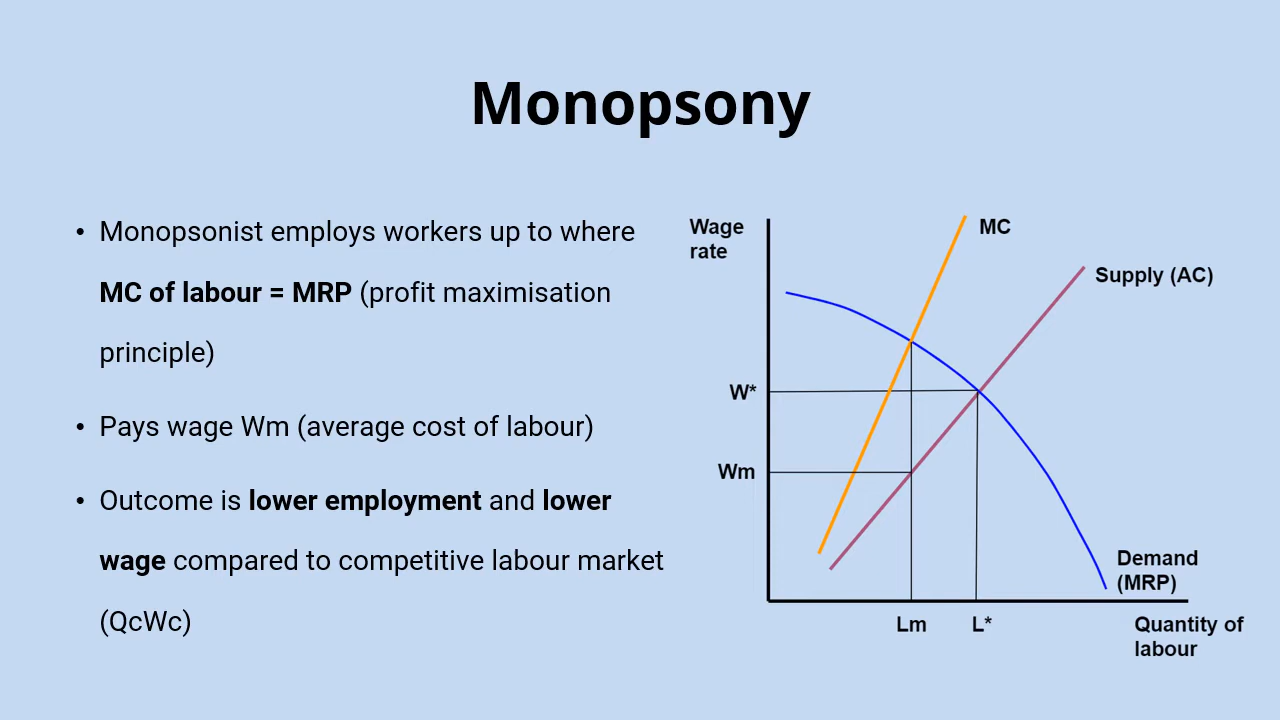 Monopsony
• Monopsonist employs workers up to where
MC of labour = MRP (profit maximisation
principle)
• Pays wage Wm (average cost of labour)
• Outcome is lower employment and lower
wage compared to competitive labour market
(QcWc)
Wage
rate
MC
Supply (AC)
W*
Wm
Demand
(MRP)
Lm
L*
Quantity of
labour